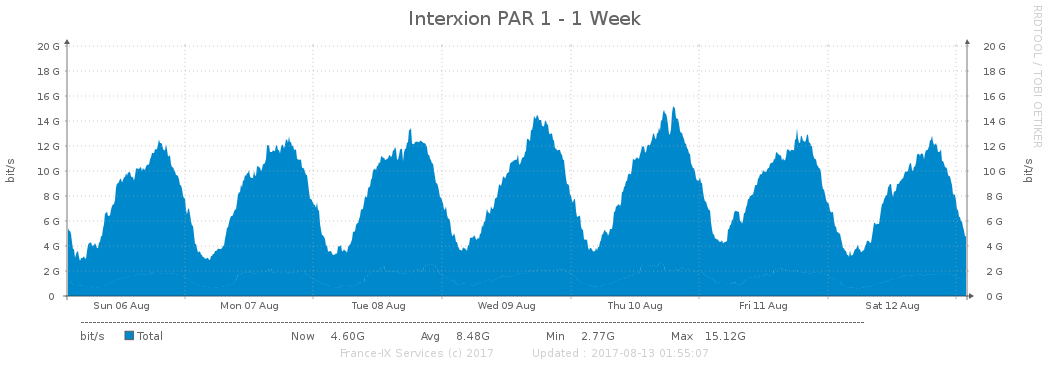 Interxion PAR 1 - 1 Week
RRDTOOL / TOBI OETIKER
bit/s
20 G 20 G
18 G 18 G
16 G 16 G
14 G 14 G
12 G 12 G
10 G 10 G
8 G 8 G
6 G 6 G
4 G 4 G
2 G 2 G
0 0 G
bit/s
Sun 06 Aug Mon 07 Aug Tue 08 Aug Wed 09 Aug Thu 10 Aug Fri 11 Aug Sat 12 Aug
bit/s Total Now 4.60G Avg 8.48G Min 2.77G Max 15.12G
France-IX Services (c) 2017 Updated : 2017-08-13 01:55:07